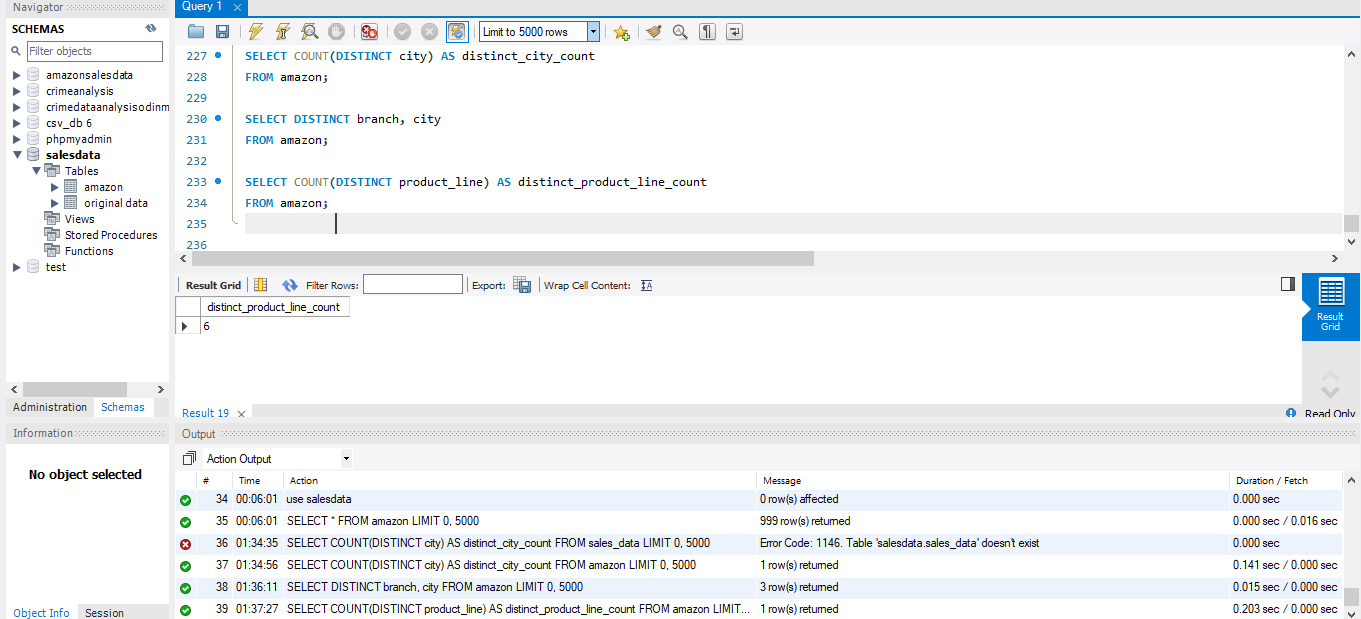 Navigator
SCHEMAS
Filter objects
amazonsalesdata
crimeanalysis
crimedataanalysisodinm
csv_db 6
phpmyadmin
salesdata
Tables
amazon
original data
Views
Stored Procedures
Functions
test
Administration Schemas
Information
No object selected
Object Info Session
Query 1
Limit to 5000 rows
227 SELECT COUNT(DISTINCT city) AS distinct_city_count
228 FROM amazon;
229
230 SELECT DISTINCT branch, city
231 FROM amazon;
232
233 SELECT COUNT(DISTINCT product_line) AS distinct_product_line_count
234 FROM amazon;
235
236
Result Grid Filter Rows: Export: Wrap Cell Content: IA
distinct_product_line_count
6
Result
Grid
Result 19
Read Only
Output
Action Output
# Time Action Message Duration / Fetch
34 00:06:01 use salesdata 0 row(s) affected 0.000 sec
35 00:06:01 SELECT * FROM amazon LIMIT 0, 5000 999 row(s) returned 0.000 sec / 0.016 sec
36 01:34:35 SELECT COUNT(DISTINCT city) AS distinct_city_count FROM sales_data LIMIT 0, 5000 Error Code: 1146. Table 'salesdata.sales_data' doesn't exist 0.000 sec
37 01:34:56 SELECT COUNT(DISTINCT city) AS distinct_city_count FROM amazon LIMIT 0, 5000 1 row(s) returned 0.141 sec / 0.000 sec
38 01:36:11 SELECT DISTINCT branch, city FROM amazon LIMIT 0, 5000 3 row(s) returned 0.015 sec / 0.000 sec
39 01:37:27 SELECT COUNT(DISTINCT product_line) AS distinct_product_line_count FROM amazon LIMIT... 1 row(s) returned 0.203 sec / 0.000 sec